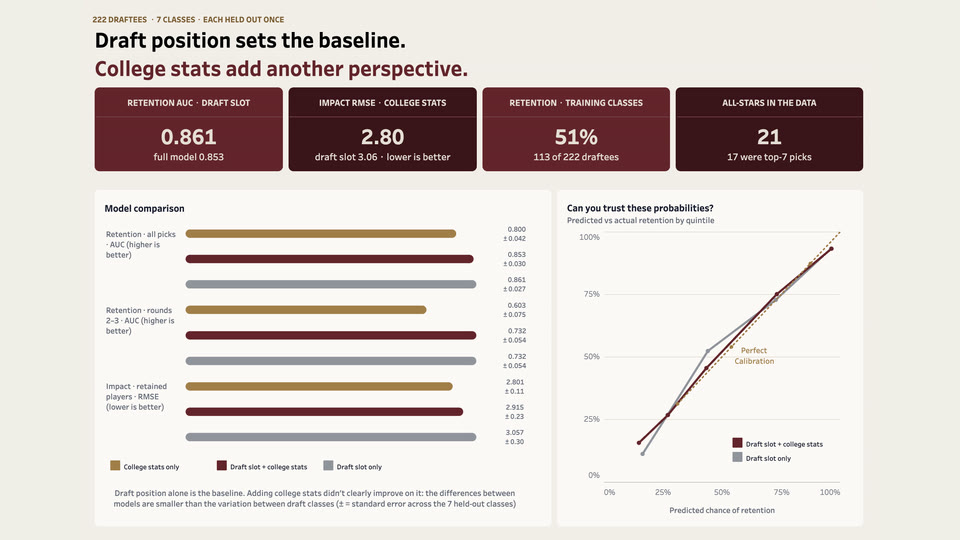 222 DRAFTEES · 7 CLASSES · EACH HELD OUT ONCE
Draft position sets the baseline.
College stats add another perspective.
RETENTION AUC · DRAFT SLOT
0.861
full model 0.853
IMPACT RMSE · COLLEGE STATS
2.80
draft slot 3.06 · lower is better
RETENTION · TRAINING CLASSES
51%
113 of 222 draftees
ALL-STARS IN THE DATA
21
17 were top-7 picks
Model comparison
Retention · all picks
· AUC (higher is
better)
0.800
± 0.042
0.853
± 0.030
0.861
± 0.027
Retention · rounds
2–3 · AUC (higher is
better)
0.603
± 0.075
0.732
± 0.054
0.732
± 0.054
Impact · retained
players · RMSE
(lower is better)
2.801
± 0.11
2.915
± 0.23
3.057
± 0.30
College stats only
Draft slot + college stats
Draft slot only
Draft position alone is the baseline. Adding college stats didn't clearly improve on it: the differences between
models are smaller than the variation between draft classes (± = standard error across the 7 held-out classes)
Can you trust these probabilities?
Predicted vs actual retention by quintile
100%
75%
50%
25%
0%
Perfect
Calibration
Draft slot + college stats
Draft slot only
0%
25%
50%
75%
100%
Predicted chance of retention